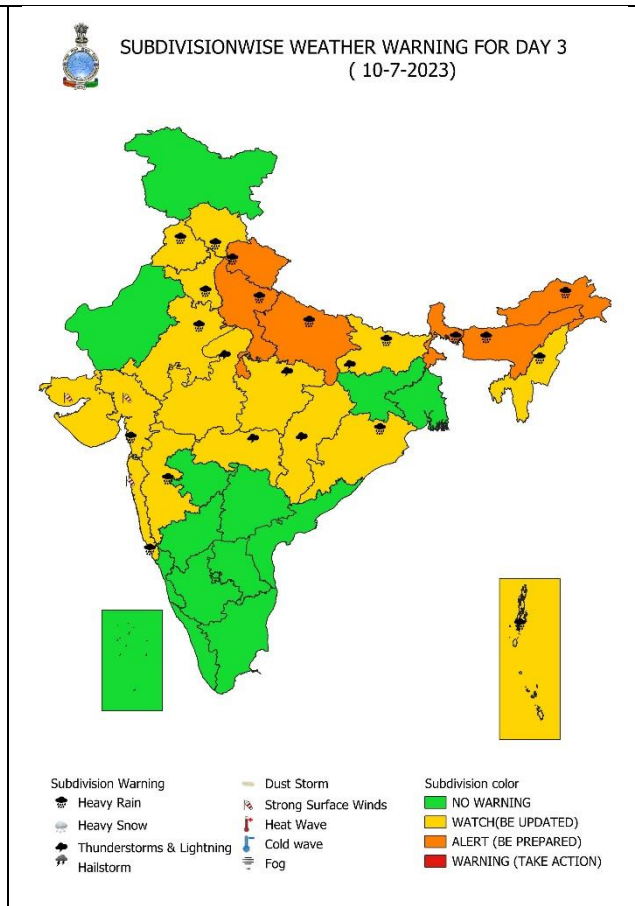 SUBDIVISIONWISE WEATHER WARNING FOR DAY 3
( 10-7-2023)
Subdivision Warning
Heavy Rain
Heavy Snow
Thunderstorms & Lightning
Hailstorm
Dust Storm
Strong Surface Winds
Heat Wave
Cold wave
Fog
Subdivision color
NO WARNING
WATCH(BE UPDATED)
ALERT (BE PREPARED)
WARNING (TAKE ACTION)